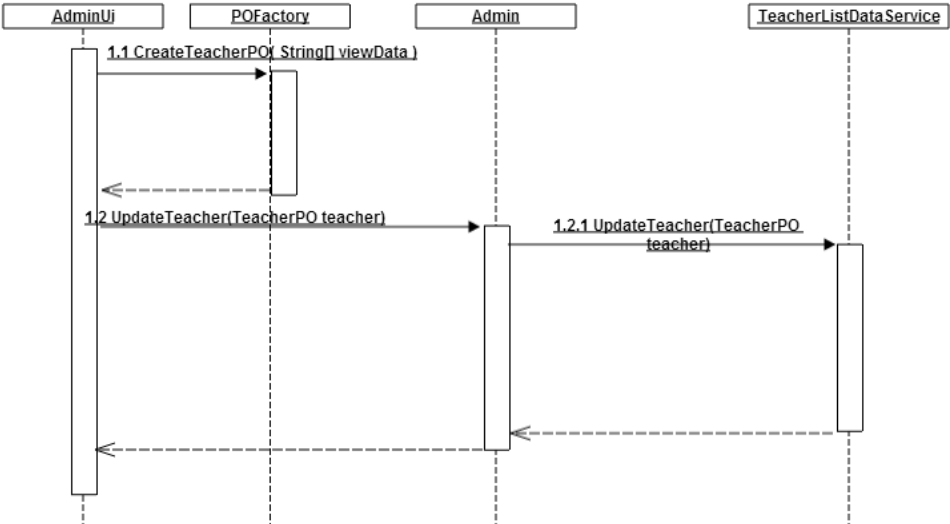 AdminUi
POFactory
Admin
TeacherListDataService
1.1 CreateTeacherPO( String[] viewData )
1.2 UpdateTeacher(TeacherPO teacher)
1.2.1 UpdateTeacher(TeacherPO
teacher)